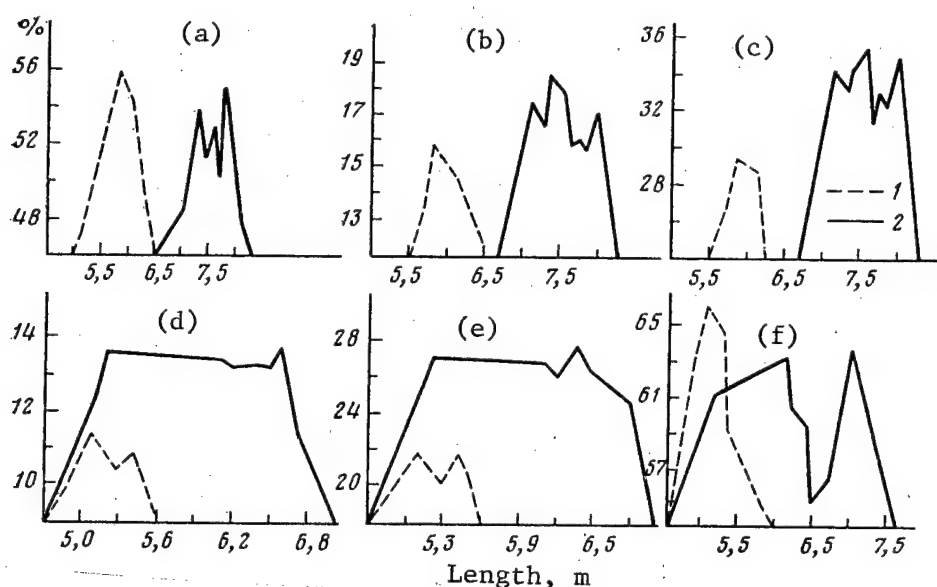 % (a) (b) (c)
56 52 48
5,5 6,5 7,5
19 17 15 13
5,5 6,5 7,5
36 32 28
5,5 6,5 7,5
1
2
(d) (e) (f)
14 13 11 10
5,0 5,6 6,2 6,8
28 24 20
5,3 5,9 6,5
65 61 57
5,5 6,5 7,5
Length, m